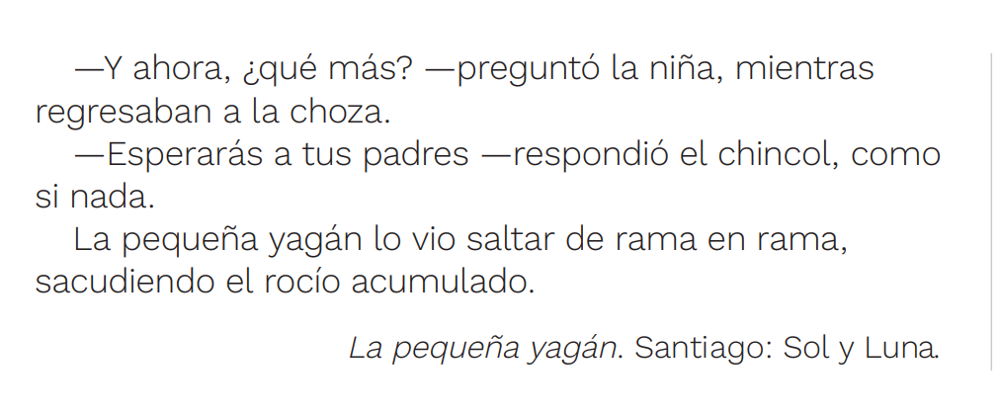 —Y ahora, ¿qué más? —preguntó la niña, mientras
regresaban a la choza.
—Esperarás a tus padres —respondió el chincol, como
si nada.
La pequeña yagán lo vio saltar de rama en rama,
sacudiendo el rocío acumulado.
La pequeña yagán. Santiago: Sol y Luna.